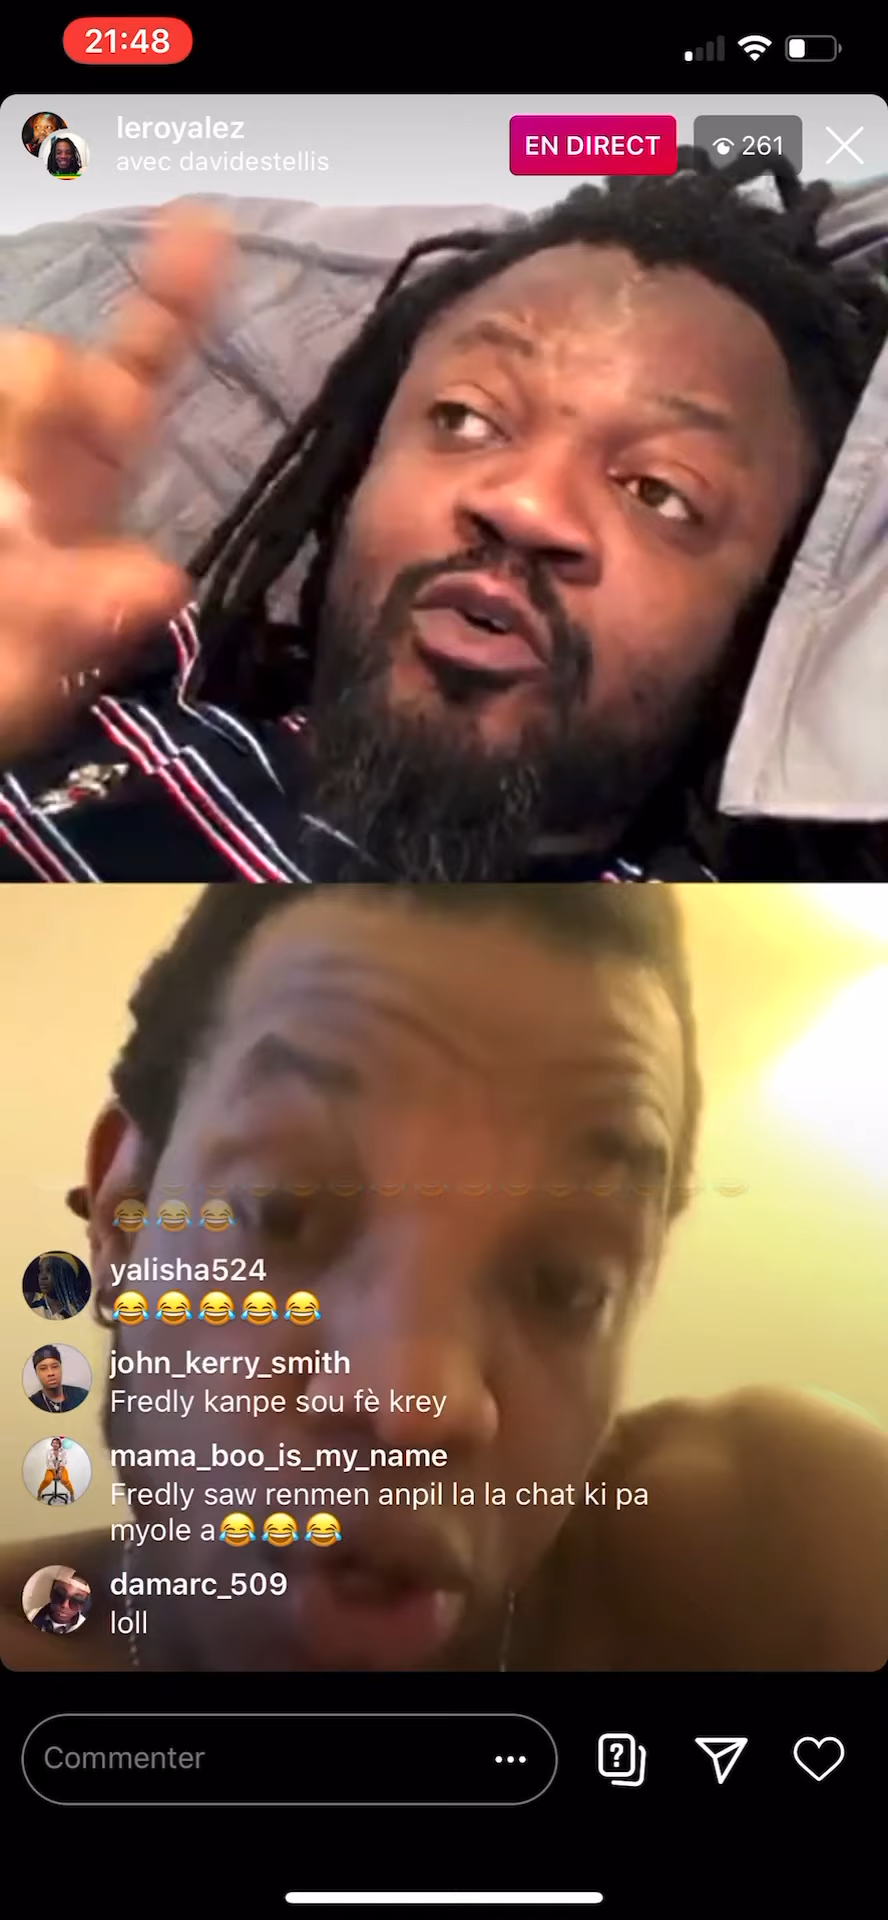 21:48
leroyalez
avec davidestellis
EN DIRECT
261
😂😂😂
yalisha524
😂😂😂😂😂
john_kerry_smith
Fredly kanpe sou fè krey
mama_boo_is_my_name
Fredly saw renmen anpil la la chat ki pa
myole a😂😂😂
damarc_509
loll
Commenter